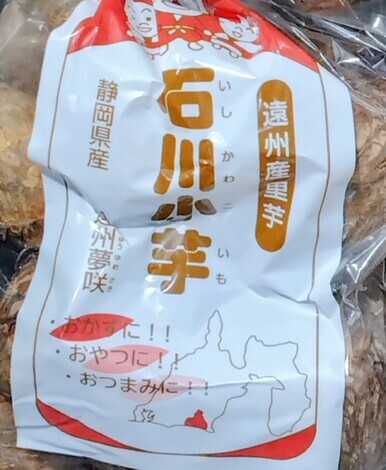 遠州産里芋
いしかわこいも
石川小芋
静岡県産
州夢咲
・おかずに！！
・おやつに！！
・おつまみに！！